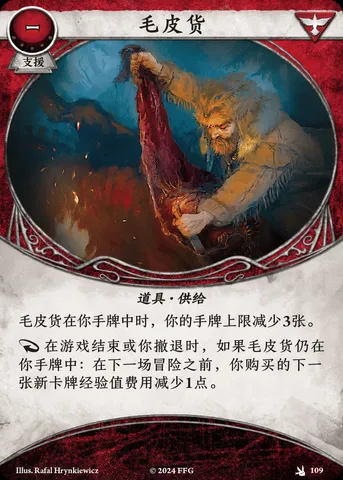 毛皮货
支援
道具·供给
毛皮货在你手牌中时，你的手牌上限减少3张。
在游戏结束或你撤退时，如果毛皮货仍在
你手牌中：在下一场冒险之前，你购买的下一
张新卡牌经验值费用减少1点。
Illus. Rafał Hrynkiewicz
© 2024 FFG
109